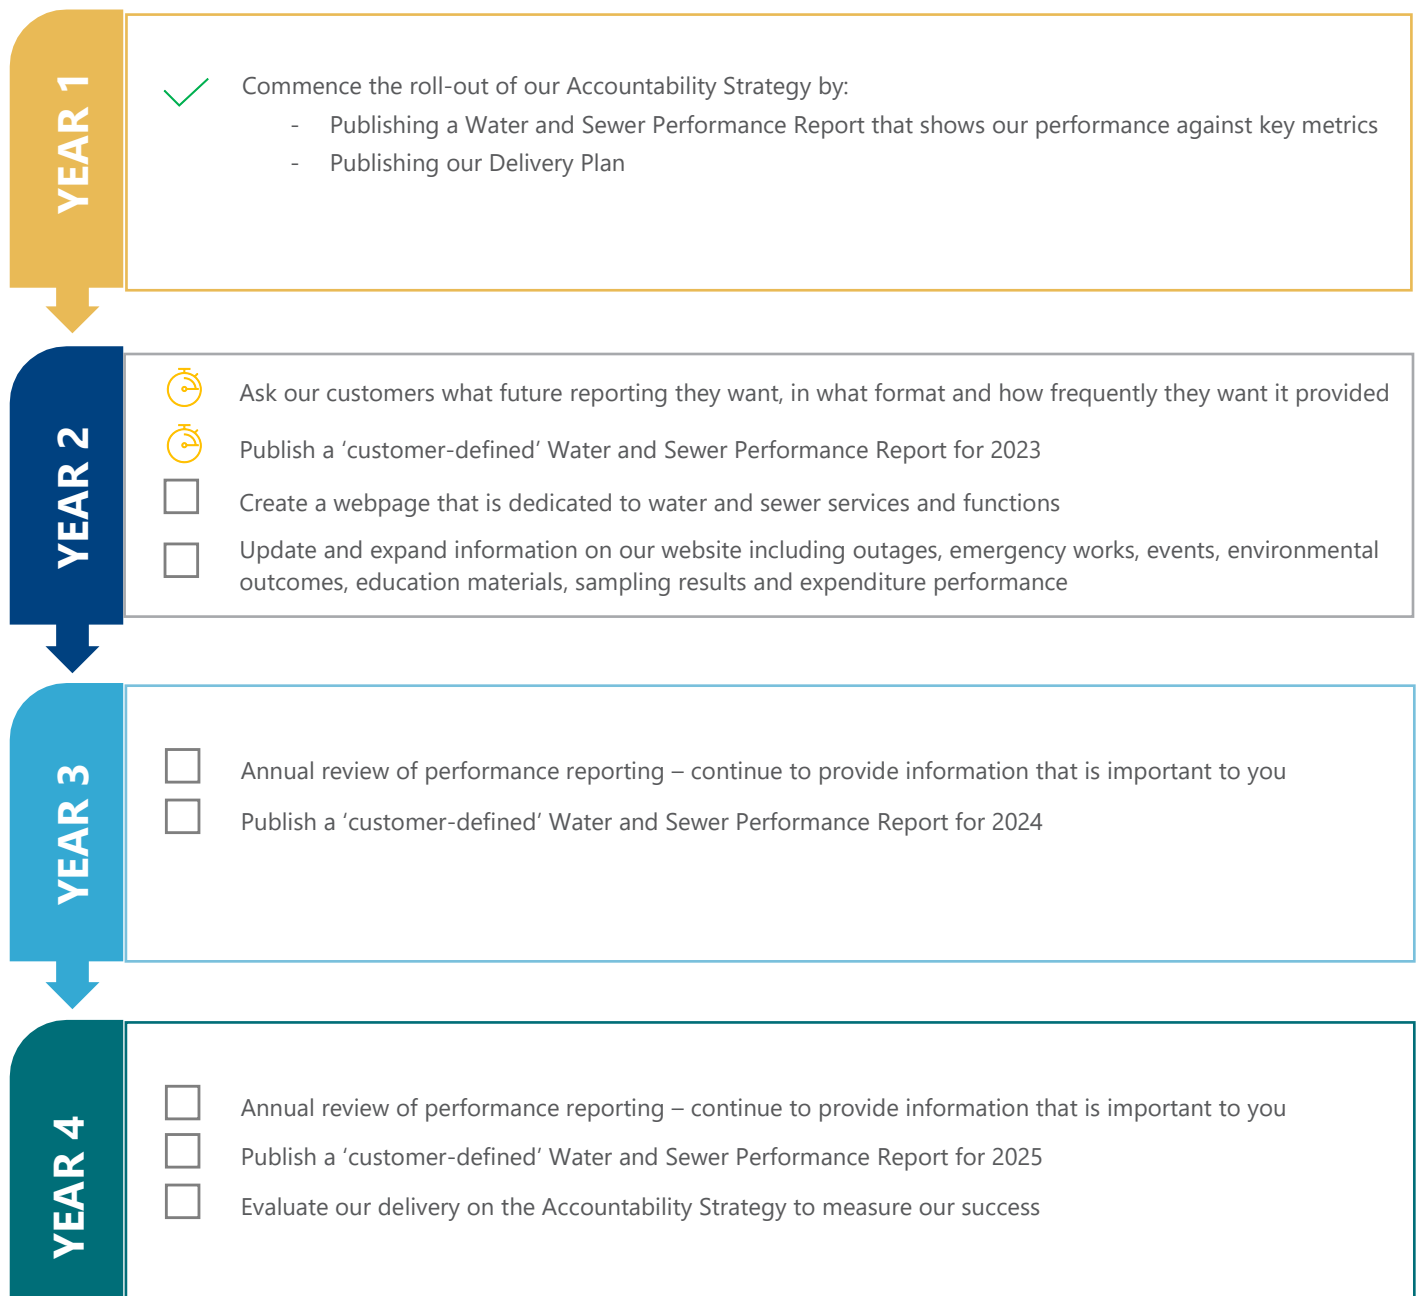 YEAR 1
Commence the roll-out of our Accountability Strategy by:
- Publishing a Water and Sewer Performance Report that shows our performance against key metrics
- Publishing our Delivery Plan
YEAR 2
Ask our customers what future reporting they want, in what format and how frequently they want it provided
Publish a ‘customer-defined’ Water and Sewer Performance Report for 2023
Create a webpage that is dedicated to water and sewer services and functions
Update and expand information on our website including outages, emergency works, events, environmental
outcomes, education materials, sampling results and expenditure performance
YEAR 3
Annual review of performance reporting – continue to provide information that is important to you
Publish a ‘customer-defined’ Water and Sewer Performance Report for 2024
YEAR 4
Annual review of performance reporting – continue to provide information that is important to you
Publish a ‘customer-defined’ Water and Sewer Performance Report for 2025
Evaluate our delivery on the Accountability Strategy to measure our success